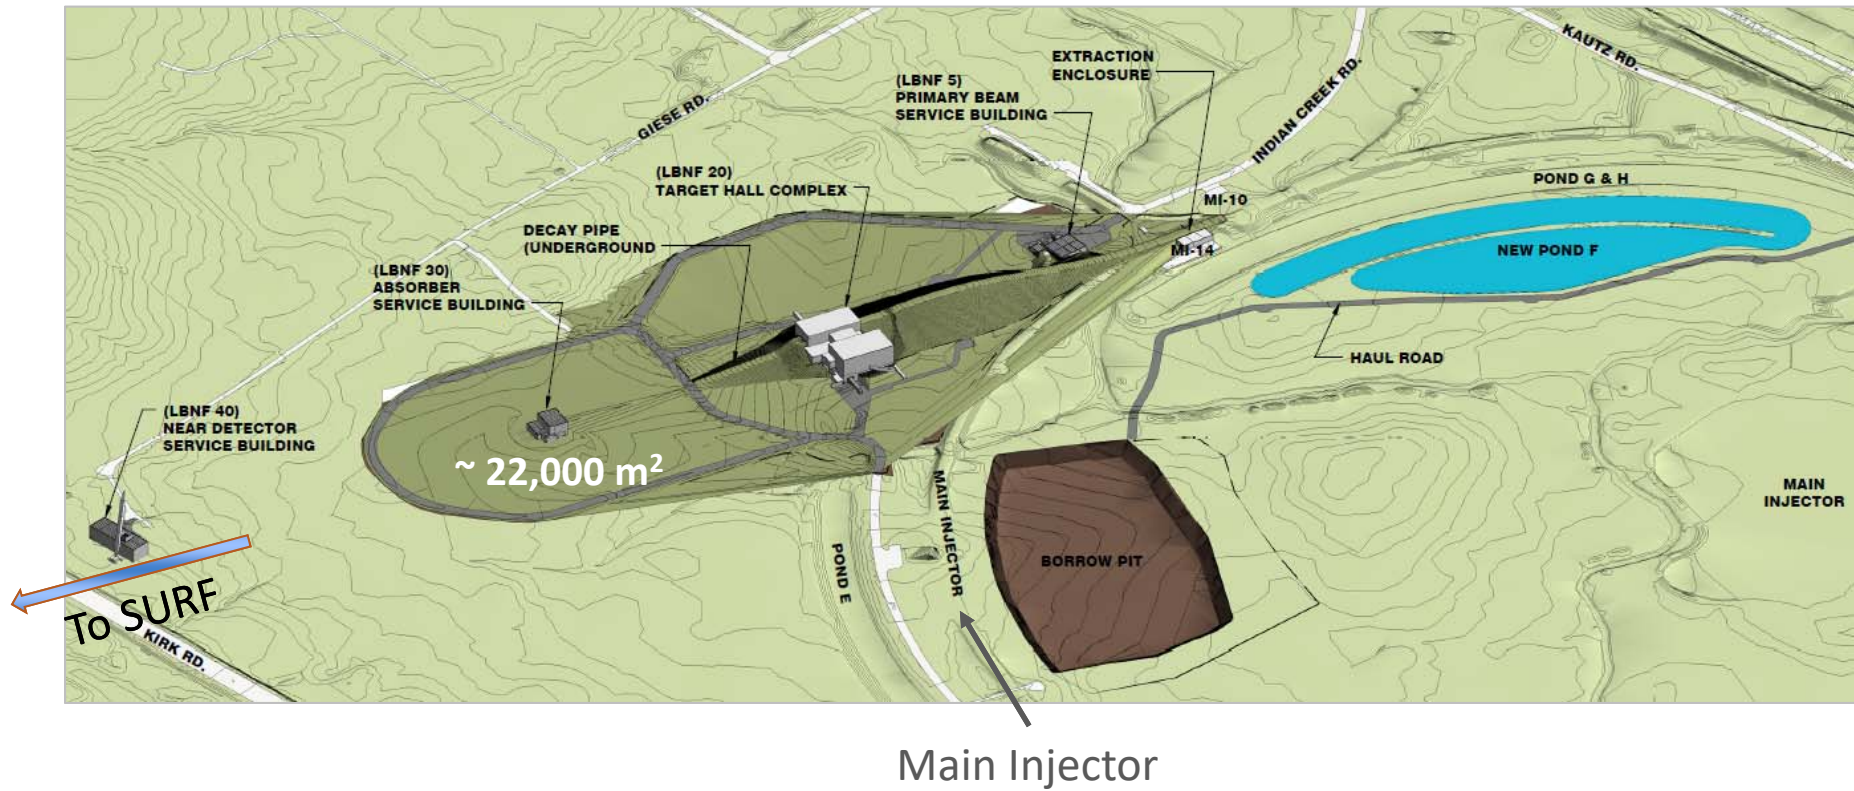 EXTRACTION
ENCLOSURE
KAUTZ RD.
(LBNF 5)
PRIMARY BEAM
SERVICE BUILDING
GIESE RD.
INDIAN CREEK RD.
(LBNF 20)
TARGET HALL COMPLEX
POND G & H
MI-10
DECAY PIPE
(UNDERGROUND
MI-14
NEW POND F
(LBNF 30)
ABSORBER
SERVICE BUILDING
HAUL ROAD
(LBNF 40)
NEAR DETECTOR
SERVICE BUILDING
~ 22,000 m²
MAIN INJECTOR
MAIN
INJECTOR
POND E
BORROW PIT
To SURF
KIRK RD.
Main Injector